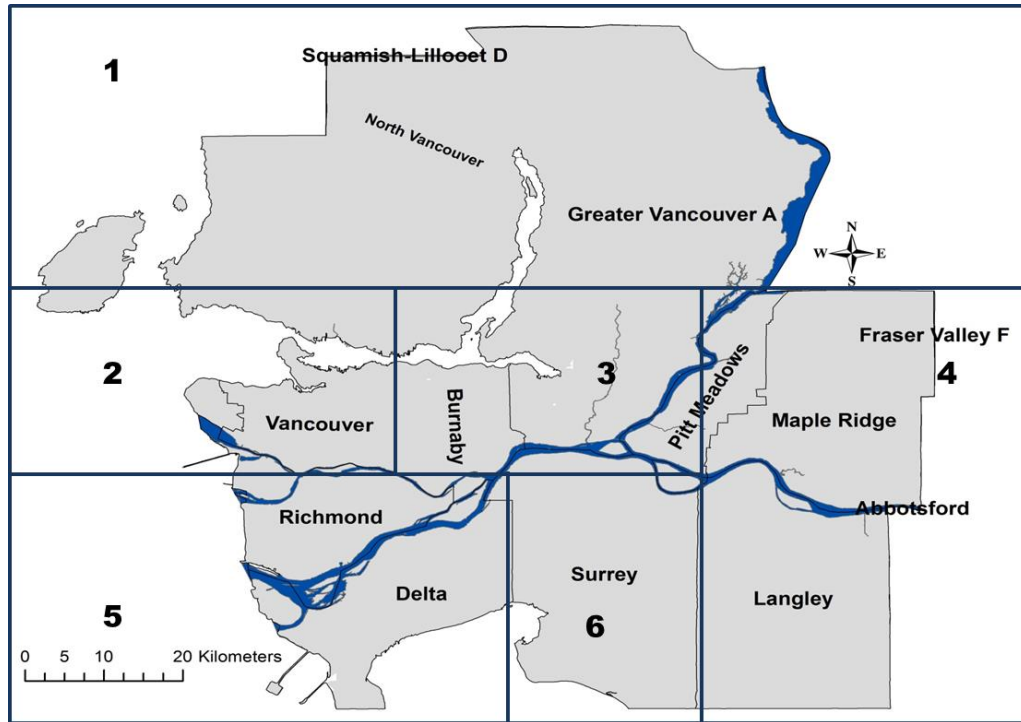 1
Squamish-Lillooet D
North Vancouver
Greater Vancouver A
N
W E
S
2
3
Fraser Valley F
4
Pitt Meadows
Burnaby
Vancouver
Maple Ridge
Abbotsford
Richmond
Delta
Surrey
Langley
5
6
0 5 10 20 Kilometers